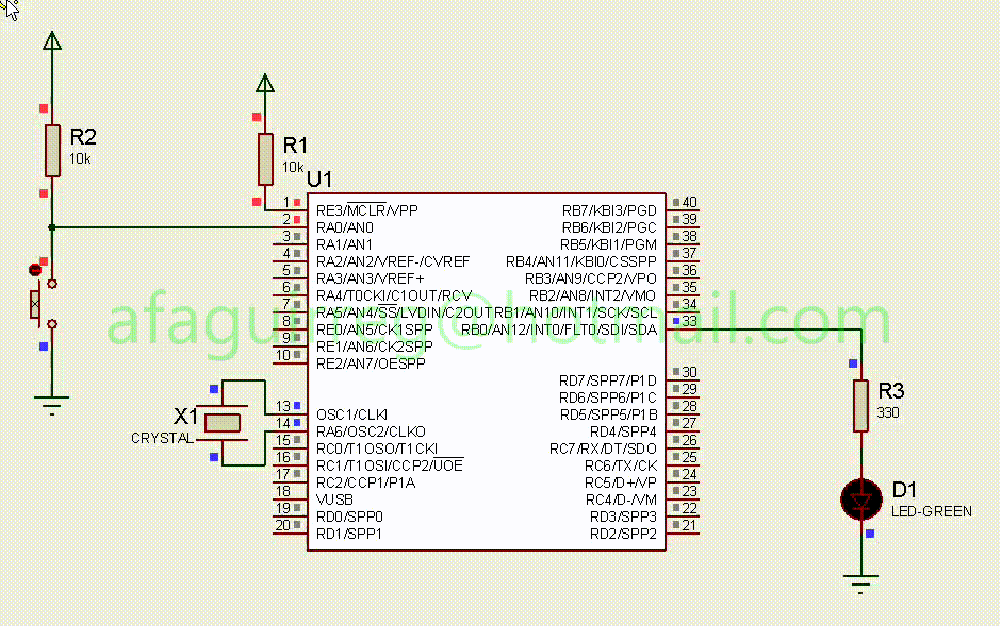 R2
10k
R1
10k
U1
1 RE3/MCLR/VPP
2 RA0/AN0
3 RA1/AN1
4 RA2/AN2/VREF-/CVREF
5 RA3/AN3/VREF+
6 RA4/T0CKI/C1OUT/RCV
7 RA5/AN4/SS/LVDIN/C2OUT
8 RE0/AN5/CK1SPP
9 RE1/AN6/CK2SPP
10 RE2/AN7/OESPP
13 OSC1/CLKI
14 RA6/OSC2/CLKO
15 RC0/T1OSO/T1CKI
16 RC1/T1OSI/CCP2/UOE
17 RC2/CCP1/P1A
18 VUSB
19 RD0/SPP0
20 RD1/SPP1
RB7/KBI3/PGD 40
RB6/KBI2/PGC 39
RB5/KBI1/PGM 38
RB4/AN11/KBI0/CSSPP 37
RB3/AN9/CCP2/VPO 36
RB2/AN8/INT2/VMO 35
RB1/AN10/INT1/SCK/SCL 34
RB0/AN12/INT0/FLT0/SDI/SDA 33
RD7/SPP7/P1D 30
RD6/SPP6/P1C 29
RD5/SPP5/P1B 28
RD4/SPP4 27
RC7/RX/DT/SDO 26
RC6/TX/CK 25
RC5/D+/VP 24
RC4/D-/VM 23
RD3/SPP3 22
RD2/SPP2 21
X1
CRYSTAL
R3
330
D1
LED-GREEN